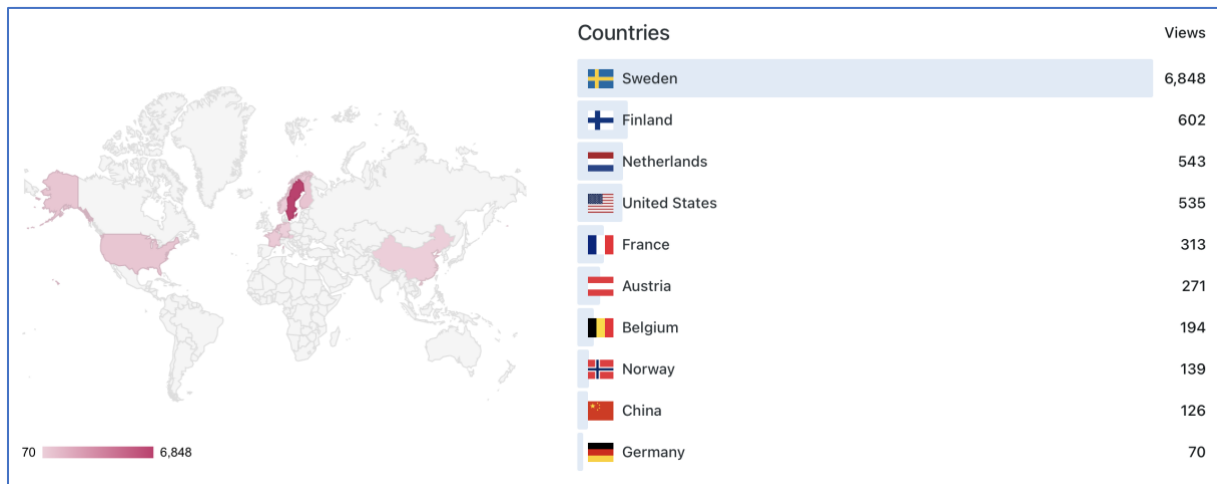 Countries Views
Sweden 6,848
Finland 602
Netherlands 543
United States 535
France 313
Austria 271
Belgium 194
Norway 139
China 126
Germany 70
70 6,848